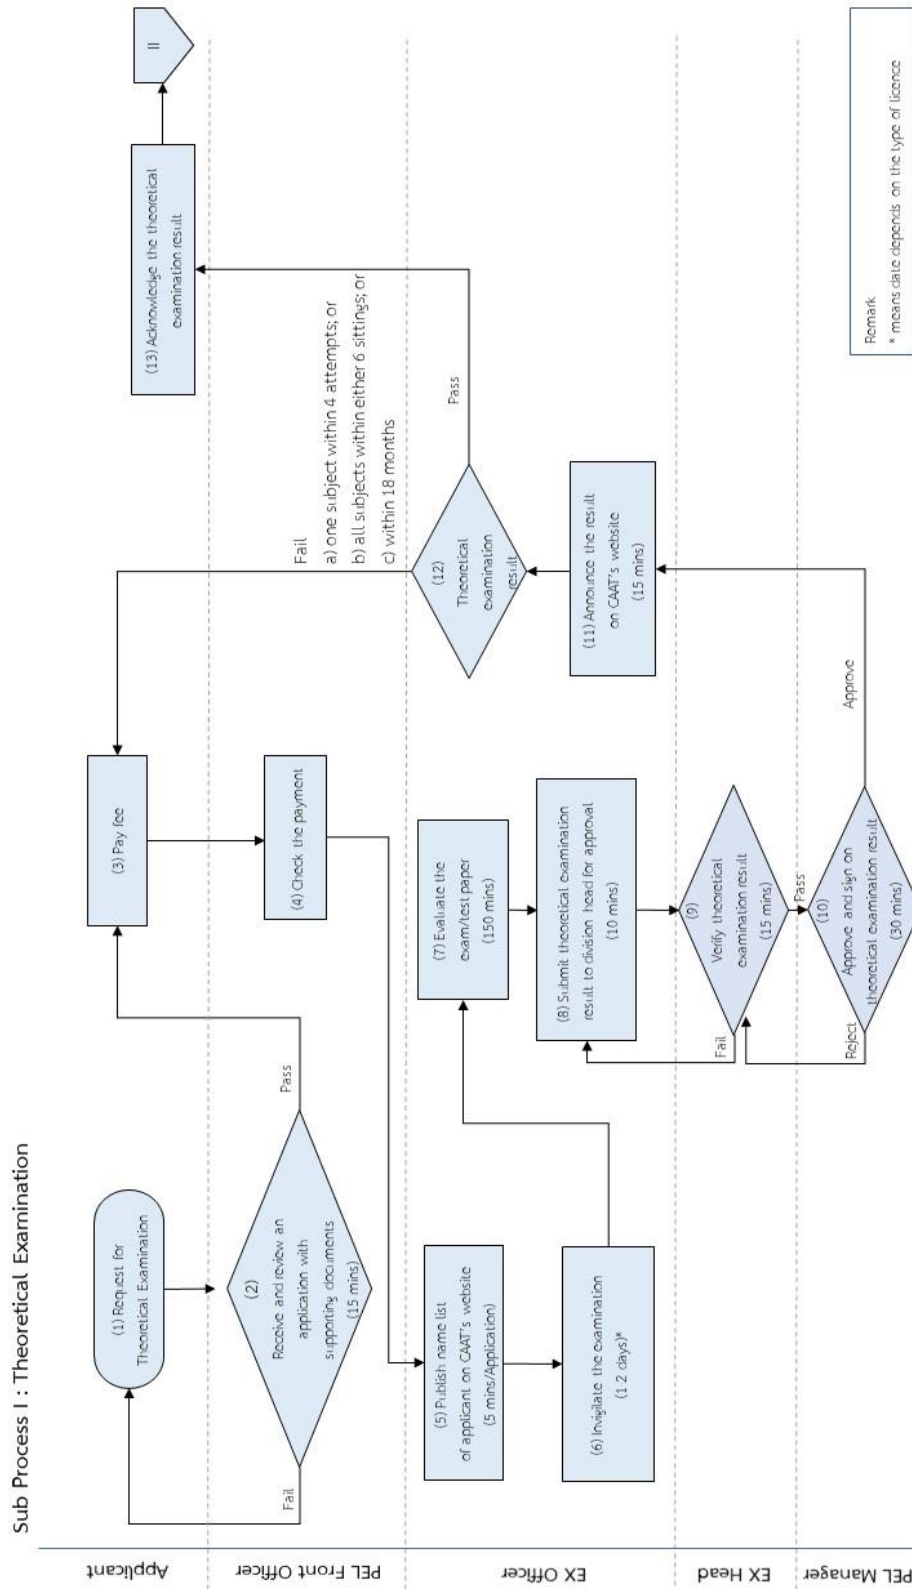 Sub Process I : Theoretical Examination
Applicant
(1) Request for
Theoretical Examination
(3) Pay fee
(13) Acknowledge the theoretical
examination result
II
PEL Front Officer
(2)
Receive and review an
application with
supporting documents
(15 mins)
Fail
Pass
(4) Check the payment
Fail
a) one subject within 4 attempts; or
b) all subjects within either 6 sittings; or
c) within 18 months
EX Officer
(5) Publish name list
of applicant on CAAT's website
(5 mins/Application)
(6) Invigilate the examination
(1 2 days)*
(7) Evaluate the
exam/test paper
(150 mins)
(8) Submit theoretical examination
result to division head for approval
(10 mins)
(12)
Theoretical
examination
result
Pass
(11) Announce the result
on CAAT's website
(15 mins)
EX Head
(9)
Verify theoretical
examination result
(15 mins)
Fail
Pass
PEL Manager
(10)
Approve and sign on
theoretical examination result
(30 mins)
Reject
Approve
Remark
* means date depends on the type of licence